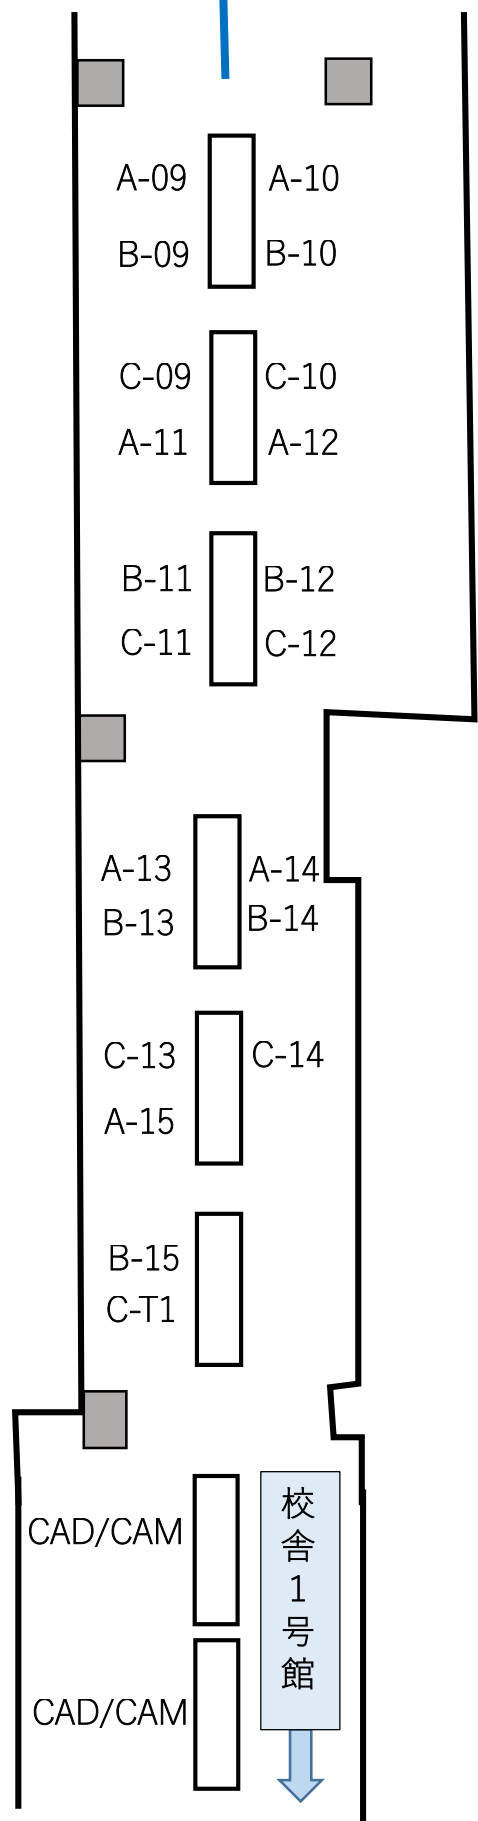 A-09 A-10
B-09 B-10
C-09 C-10
A-11 A-12
B-11 B-12
C-11 C-12
A-13 A-14
B-13 B-14
C-13 C-14
A-15
B-15
C-T1
CAD/CAM
校舎1号館
CAD/CAM